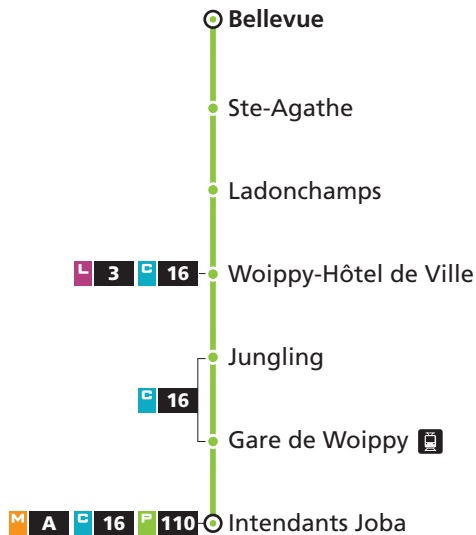 Bellevue
Ste-Agathe
Ladonchamps
L 3 C 16 Woippy-Hôtel de Ville
Jungling
C 16
Gare de Woippy
M A C 16 P 110 Intendants Joba